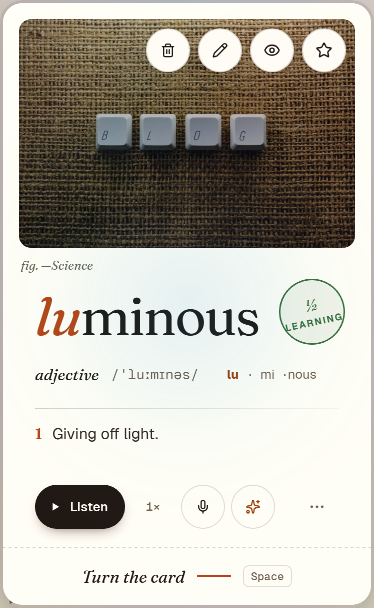 B L O G
fig. —Science
luminous
½
LEARNING
adjective /ˈluːmɪnəs/ lu · mi ·nous
1 Giving off light.
Listen 1×
Turn the card Space